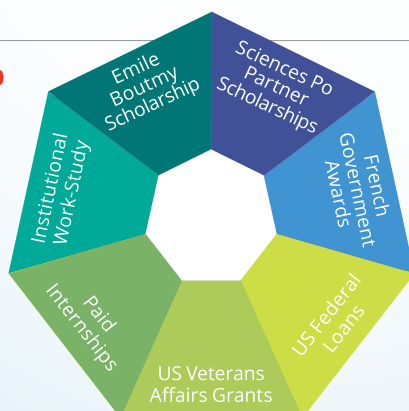 Emile
Boutmy
Scholarship
Sciences Po
Partner
Scholarships
French
Government
Awards
US Federal
Loans
US Veterans
Affairs Grants
Paid
Internships
Institutional
Work-Study